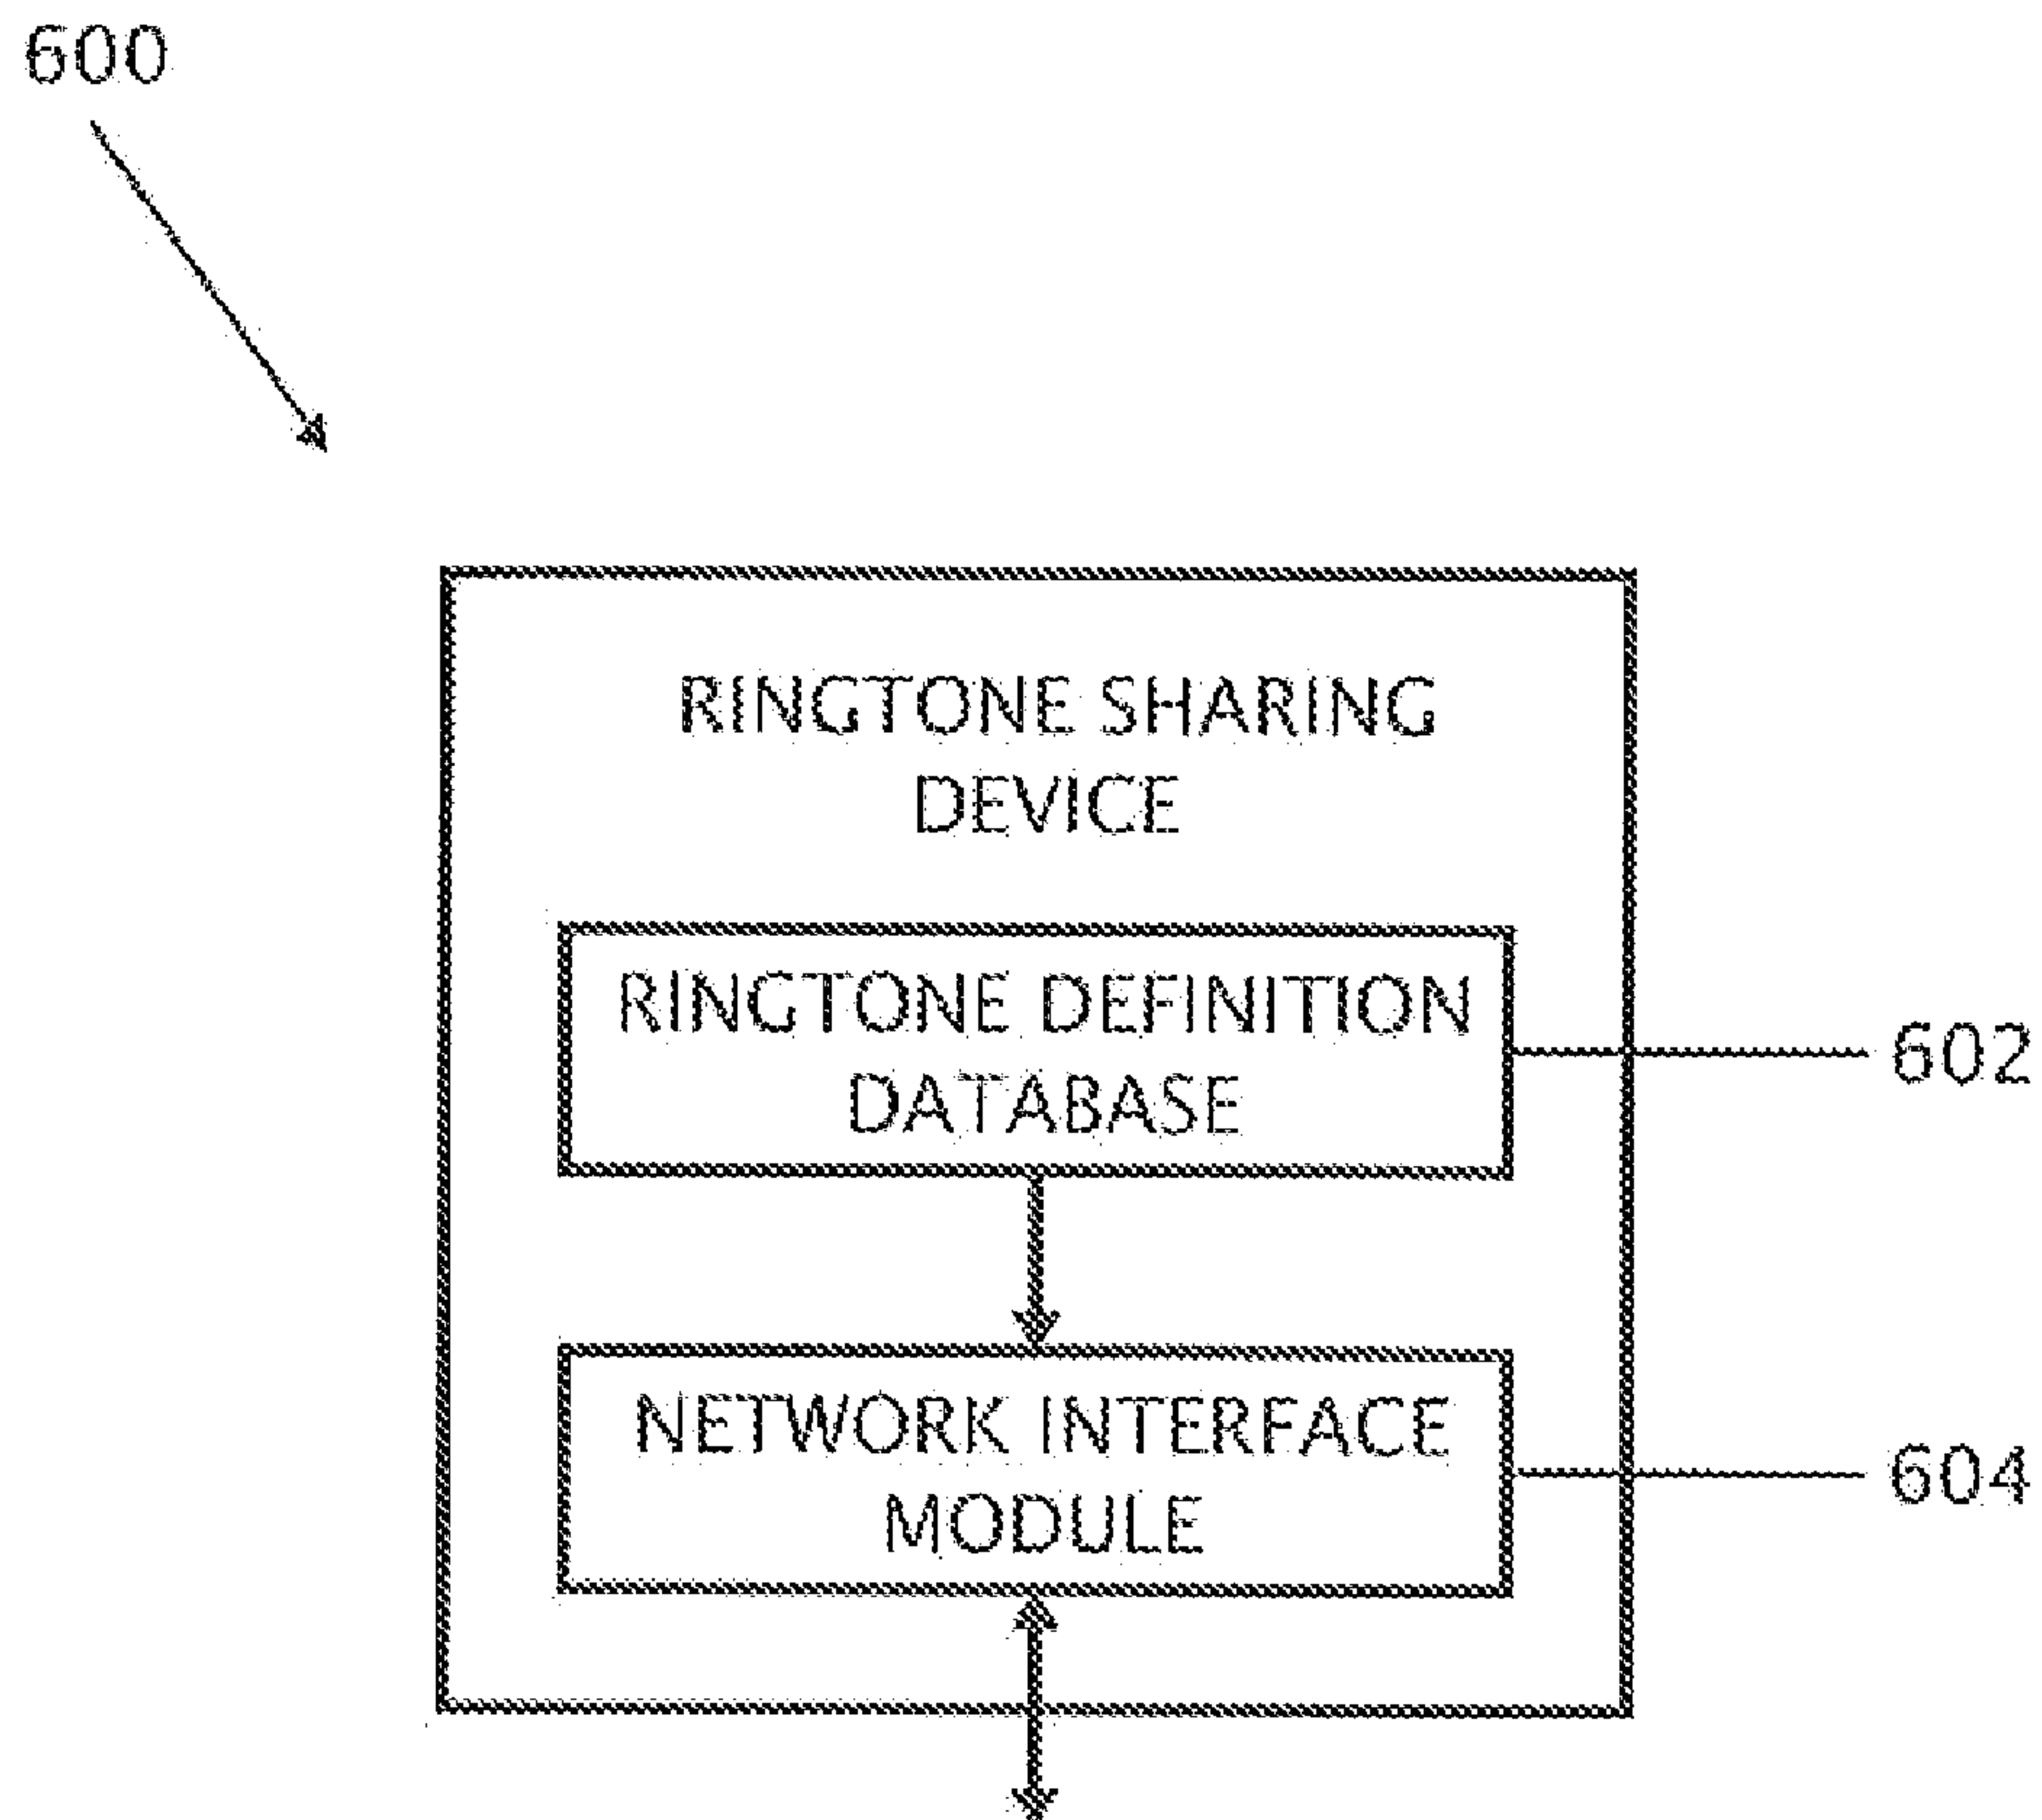 600
RINGTONE SHARING
DEVICE
RINGTONE DEFINITION
DATABASE
602
NETWORK INTERFACE
MODULE
604